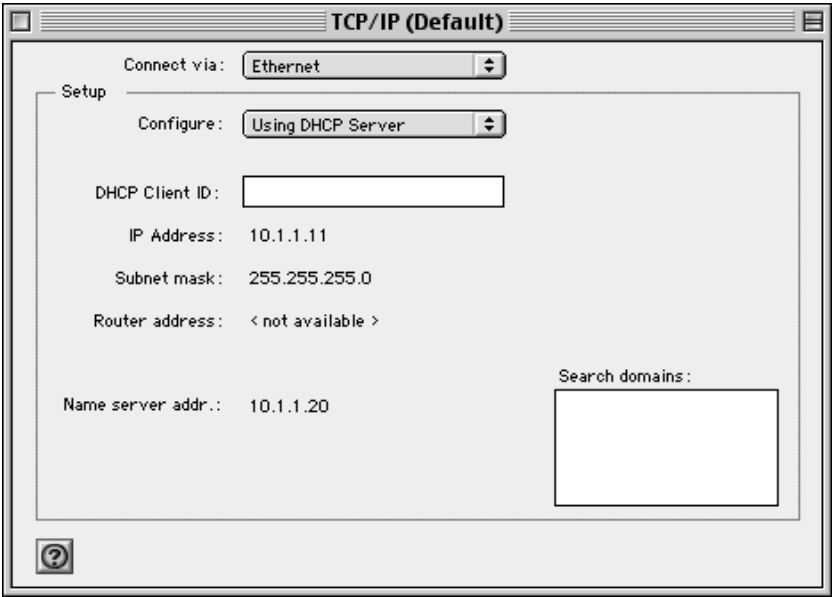 TCP/IP (Default)
Connect via: Ethernet
Setup
Configure: Using DHCP Server
DHCP Client ID:
IP Address: 10.1.1.11
Subnet mask: 255.255.255.0
Router address: < not available >
Search domains:
Name server addr.: 10.1.1.20
?